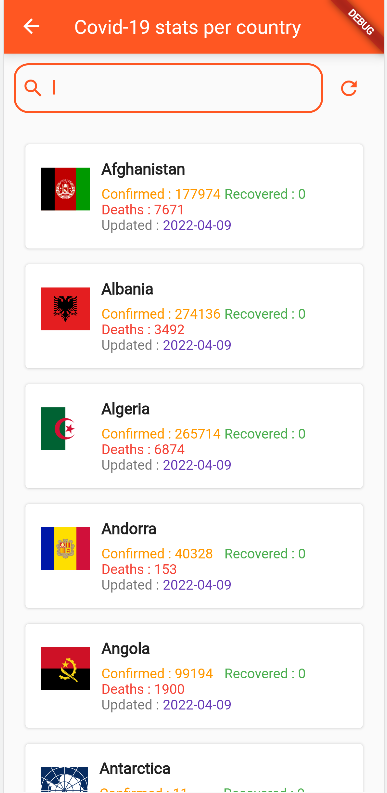 Covid-19 stats per country
DEBUG
Afghanistan
Confirmed : 177974 Recovered : 0
Deaths : 7671
Updated : 2022-04-09
Albania
Confirmed : 274136 Recovered : 0
Deaths : 3492
Updated : 2022-04-09
Algeria
Confirmed : 265714 Recovered : 0
Deaths : 6874
Updated : 2022-04-09
Andorra
Confirmed : 40328 Recovered : 0
Deaths : 153
Updated : 2022-04-09
Angola
Confirmed : 99194 Recovered : 0
Deaths : 1900
Updated : 2022-04-09
Antarctica
Confirmed : 11 Recovered : 0